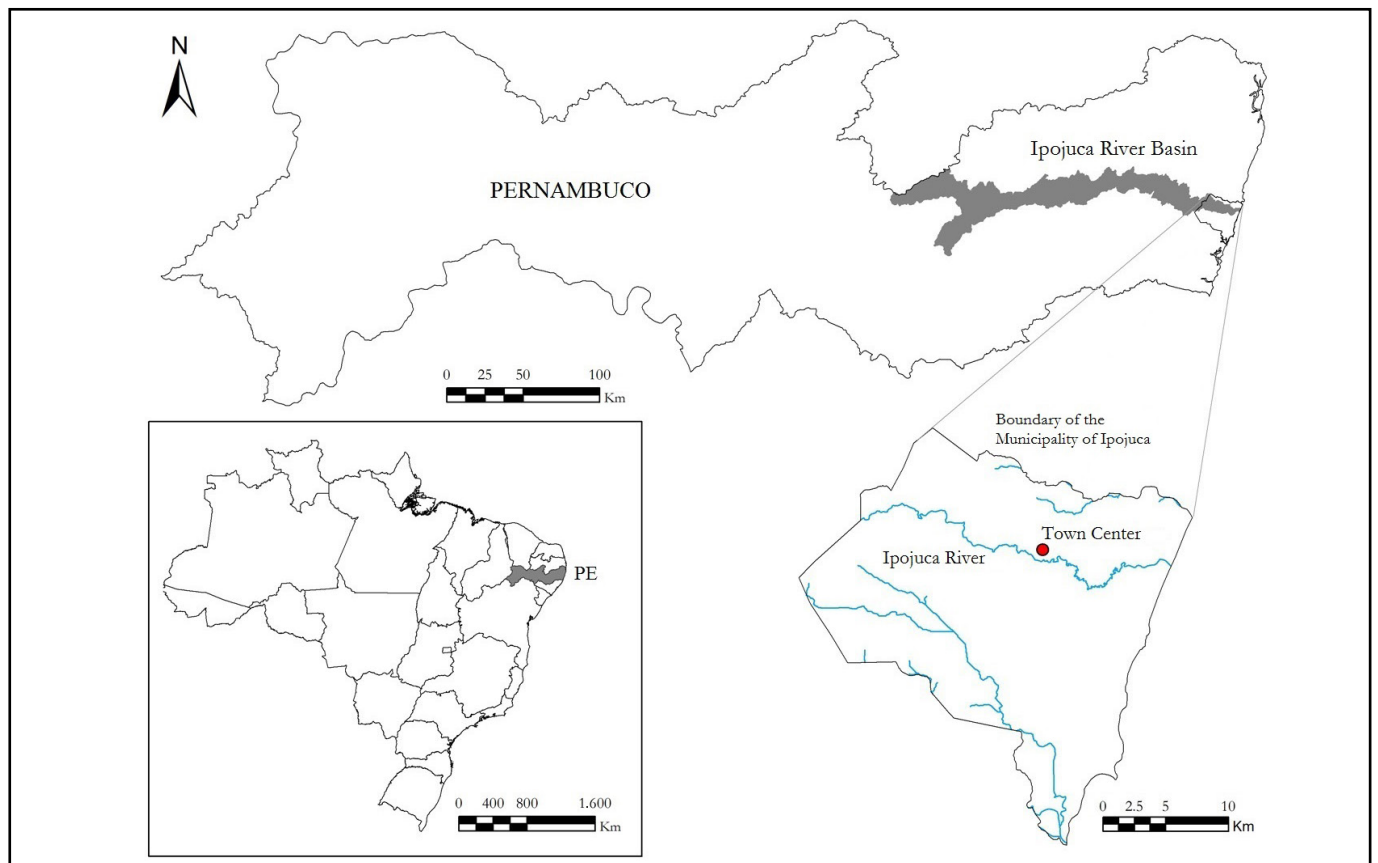 N
Ipojuca River Basin
PERNAMBUCO
0 25 50 100
Km
Boundary of the
Municipality of Ipojuca
Town Center
Ipojuca River
PE
0 400 800 1.600
Km
0 2.5 5 10
Km